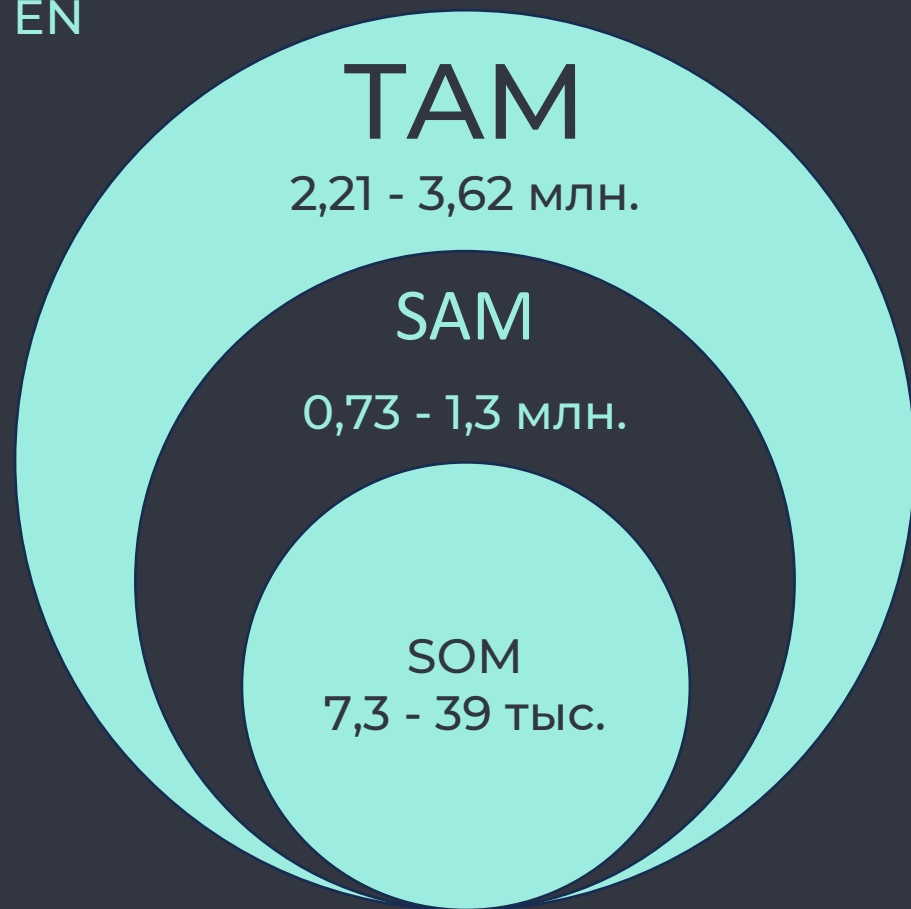 EN
TAM
2,21 - 3,62 млн.
SAM
0,73 - 1,3 млн.
SOM
7,3 - 39 тыс.